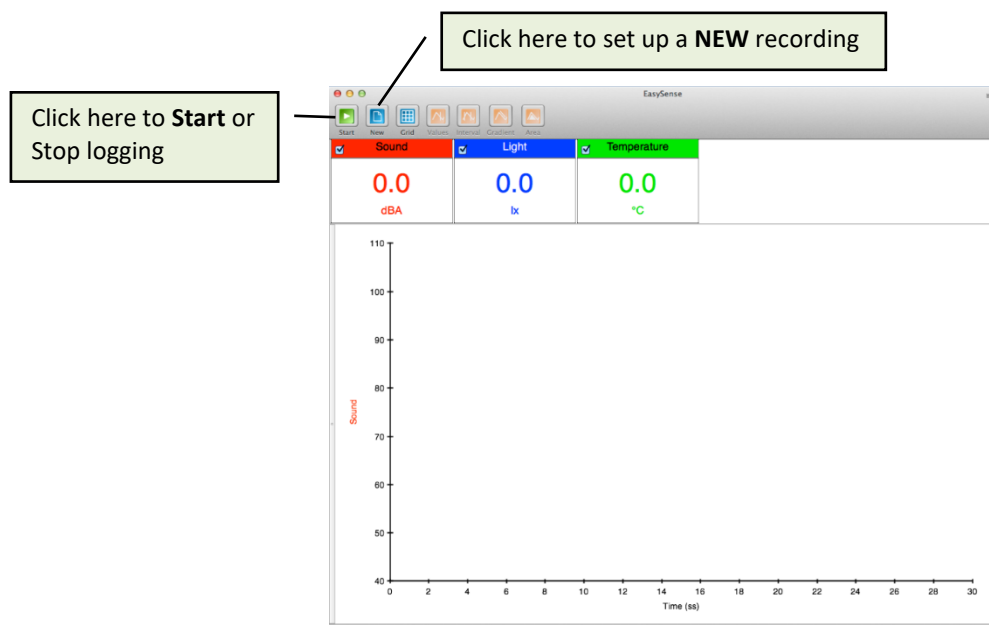 Click here to set up a NEW recording
Click here to Start or
Stop logging
EasySense
Start New Grid Values Interval Gradient Area
Sound Light Temperature
0.0 0.0 0.0
dBA lx °C
110
100
90
80
Sound
70
60
50
40
0 2 4 6 8 10 12 14 16 18 20 22 24 26 28 30
Time (ss)